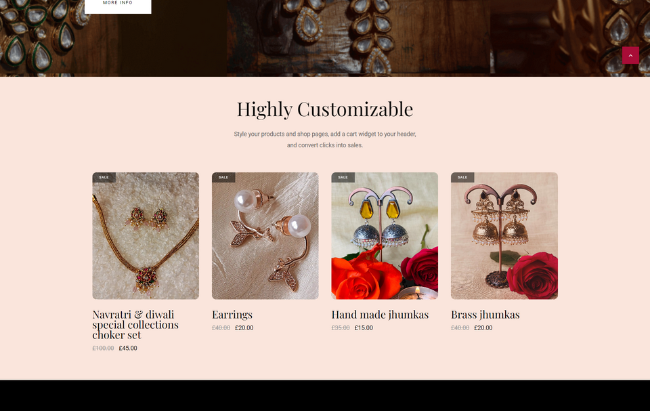 MORE INFO
Highly Customizable
Style your products and shop pages, add a cart widget to your header,
and convert clicks into sales.
SALE
SALE
SALE
SALE
Navratri & diwali
special collections
choker set
£100.00 £45.00
Earrings
£40.00 £20.00
Hand made jhumkas
£35.00 £15.00
Brass jhumkas
£40.00 £20.00